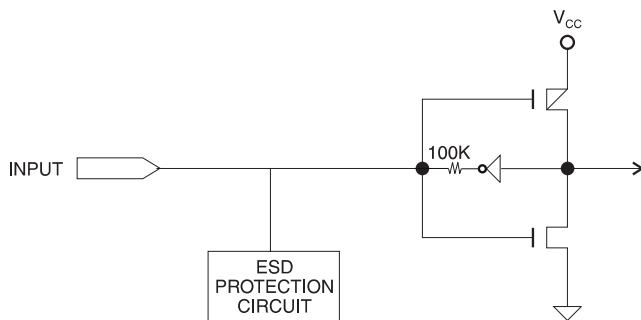 VCC
100K
INPUT
ESD
PROTECTION
CIRCUIT